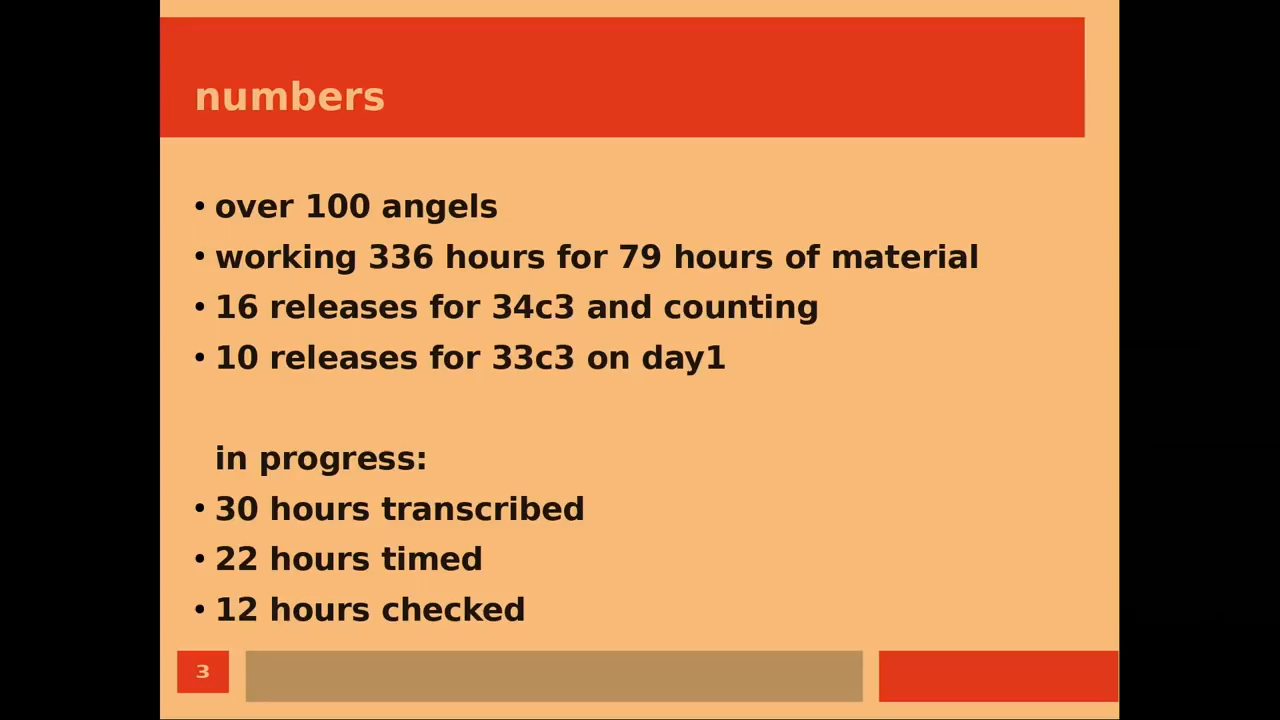 numbers
• over 100 angels
• working 336 hours for 79 hours of material
• 16 releases for 34c3 and counting
• 10 releases for 33c3 on day1
in progress:
• 30 hours transcribed
• 22 hours timed
• 12 hours checked
3